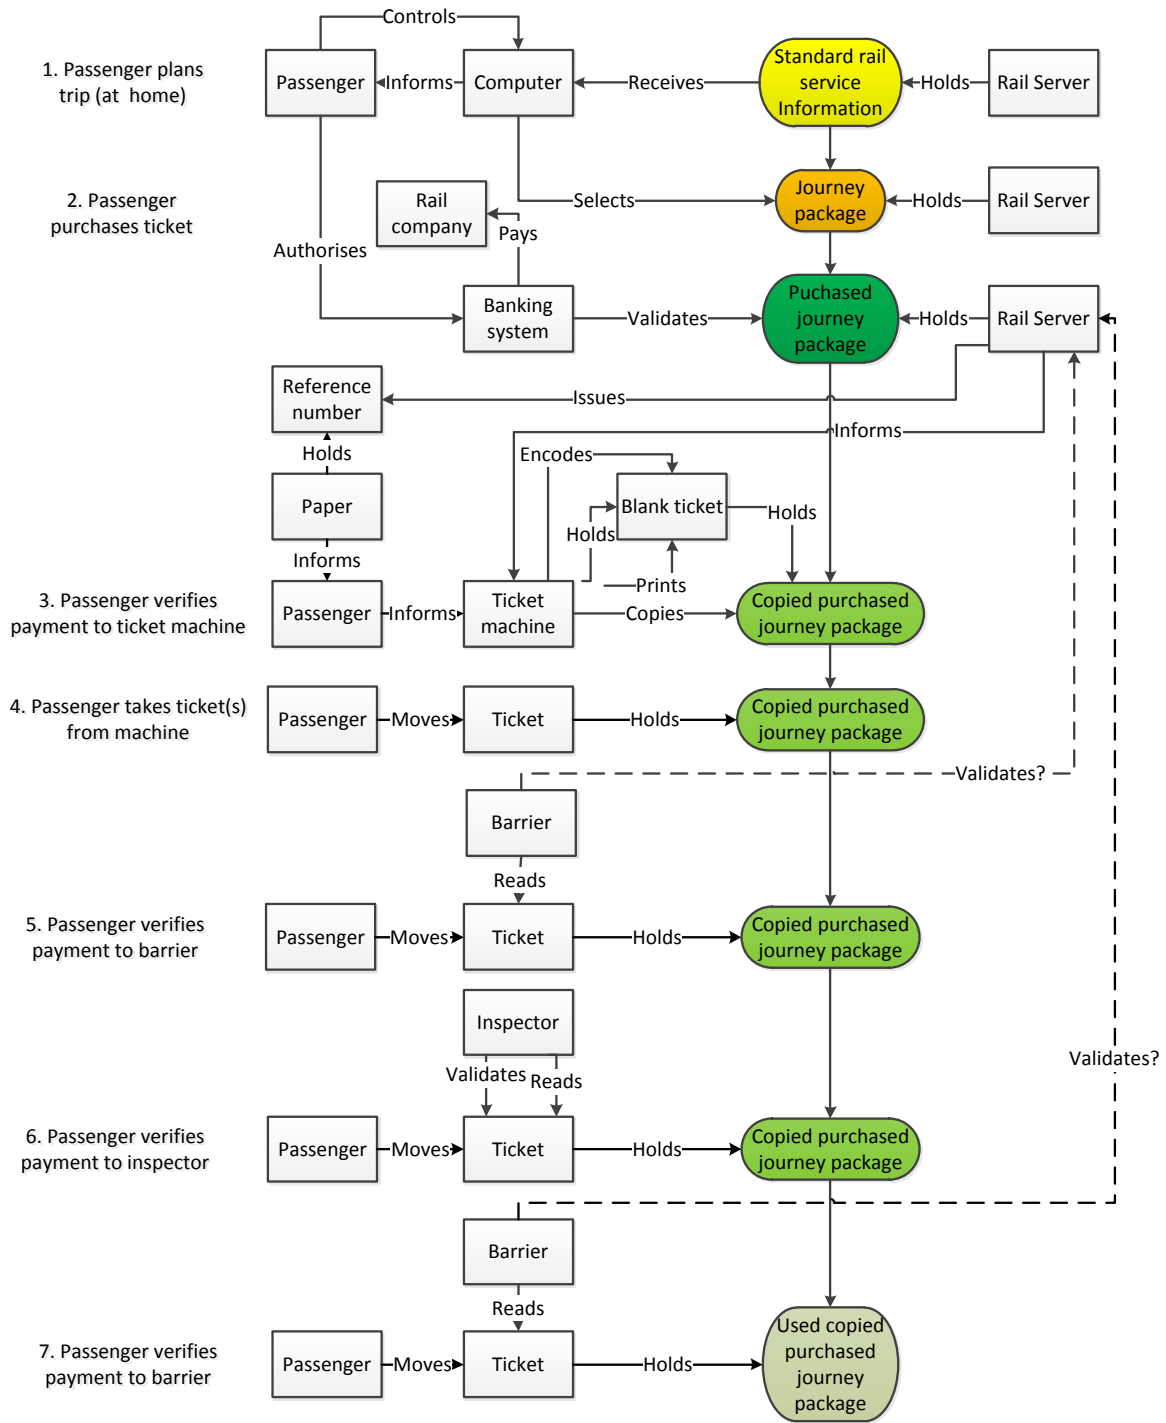 Controls
1. Passenger plans
trip (at  home)
Passenger
Informs
Computer
Receives
Standard rail
service
Information
Holds
Rail Server
2. Passenger
purchases ticket
Rail
company
Selects
Journey
package
Holds
Rail Server
Pays
Authorises
Banking
system
Validates
Puchased
journey
package
Holds
Rail Server
Reference
number
Issues
Informs
Holds
Encodes
Paper
Blank ticket
Holds
Holds
Informs
Prints
3. Passenger verifies
payment to ticket machine
Passenger
Informs
Ticket
machine
Copies
Copied purchased
journey package
4. Passenger takes ticket(s)
from machine
Passenger
Moves
Ticket
Holds
Copied purchased
journey package
Validates?
Barrier
Reads
5. Passenger verifies
payment to barrier
Passenger
Moves
Ticket
Holds
Copied purchased
journey package
Inspector
Validates
Reads
Validates?
6. Passenger verifies
payment to inspector
Passenger
Moves
Ticket
Holds
Copied purchased
journey package
Barrier
Reads
7. Passenger verifies
payment to barrier
Passenger
Moves
Ticket
Holds
Used copied
purchased
journey
package